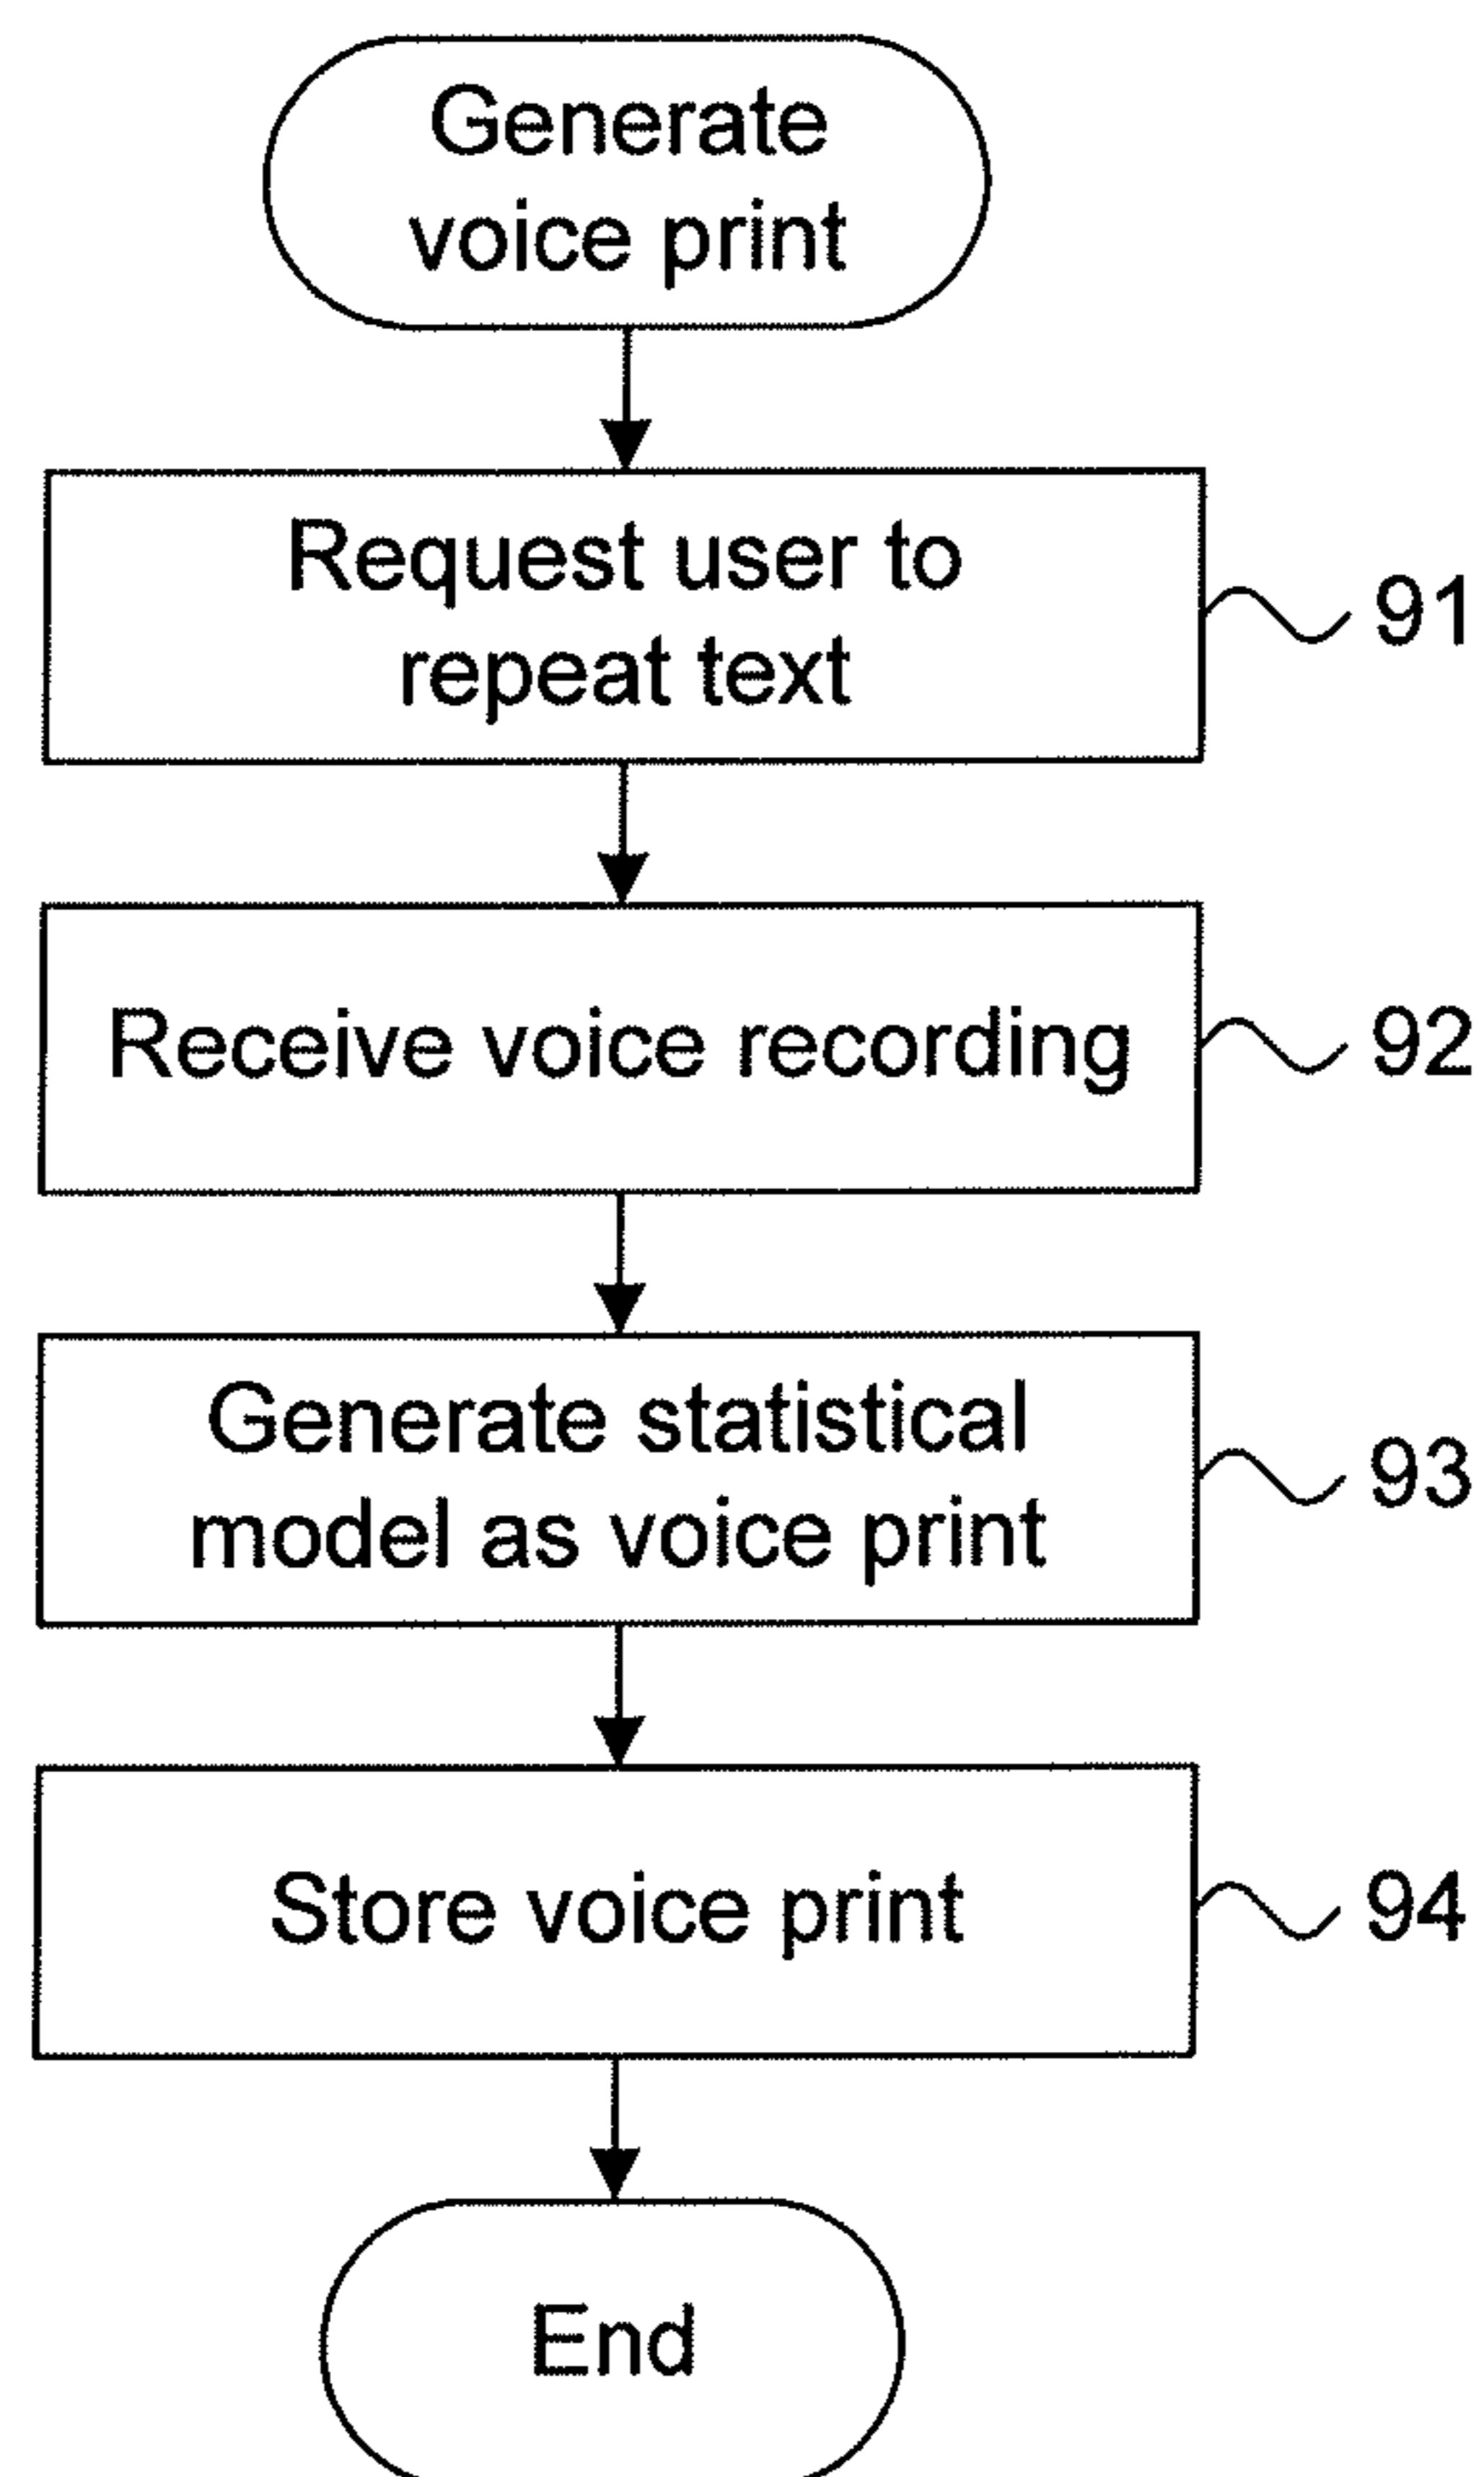 Generate
voice print
Request user to
repeat text
91
Receive voice recording
92
Generate statistical
model as voice print
93
Store voice print
94
End